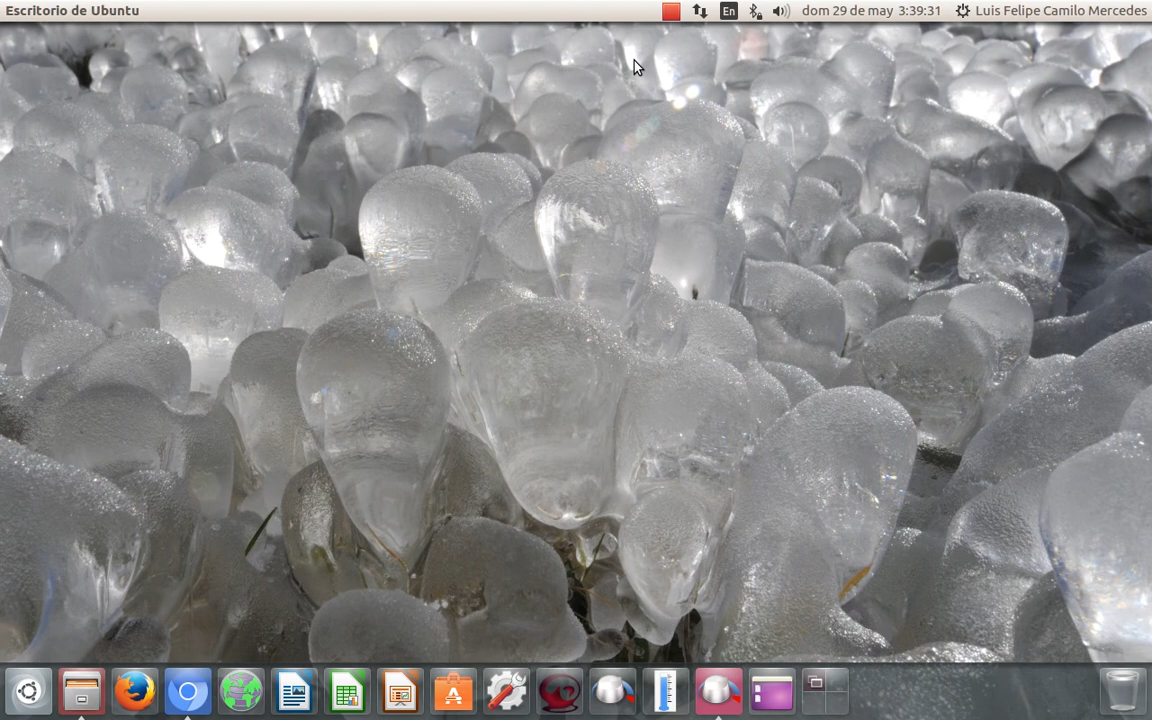 Escritorio de Ubuntu
En
dom 29 de may 3:39:31
Luis Felipe Camilo Mercedes